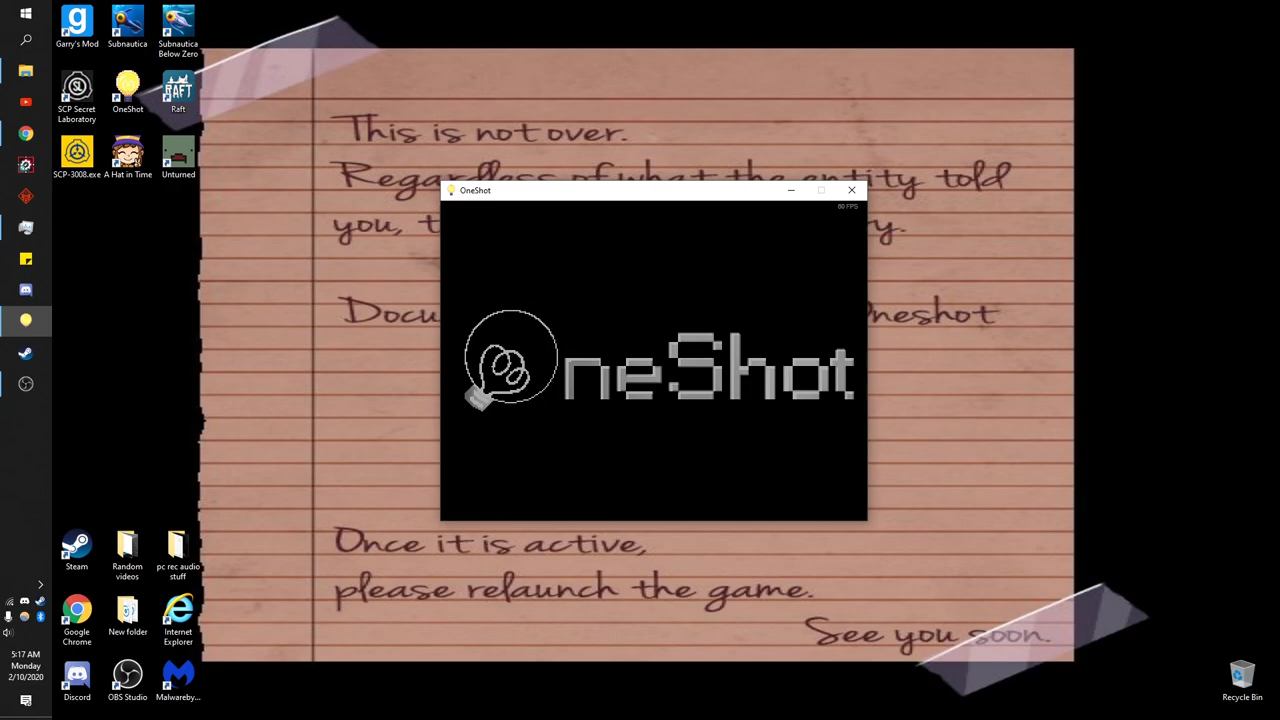 Garry's Mod
Subnautica
Subnautica
Below Zero
SCP Secret
Laboratory
OneShot
RAFT
Raft
SCP-3008.exe
A Hat in Time
Unturned
This is not over.
Regardless of what the entity told
you,
y.
Docu
Oneshot
OneShot
60 FPS
OneShot
Once it is active,
please relaunch the game.
See you soon.
Steam
Random
videos
pc rec audio
stuff
Google
Chrome
New folder
Internet
Explorer
Discord
OBS Studio
Malwareby...
5:17 AM
Monday
2/10/2020
Recycle Bin